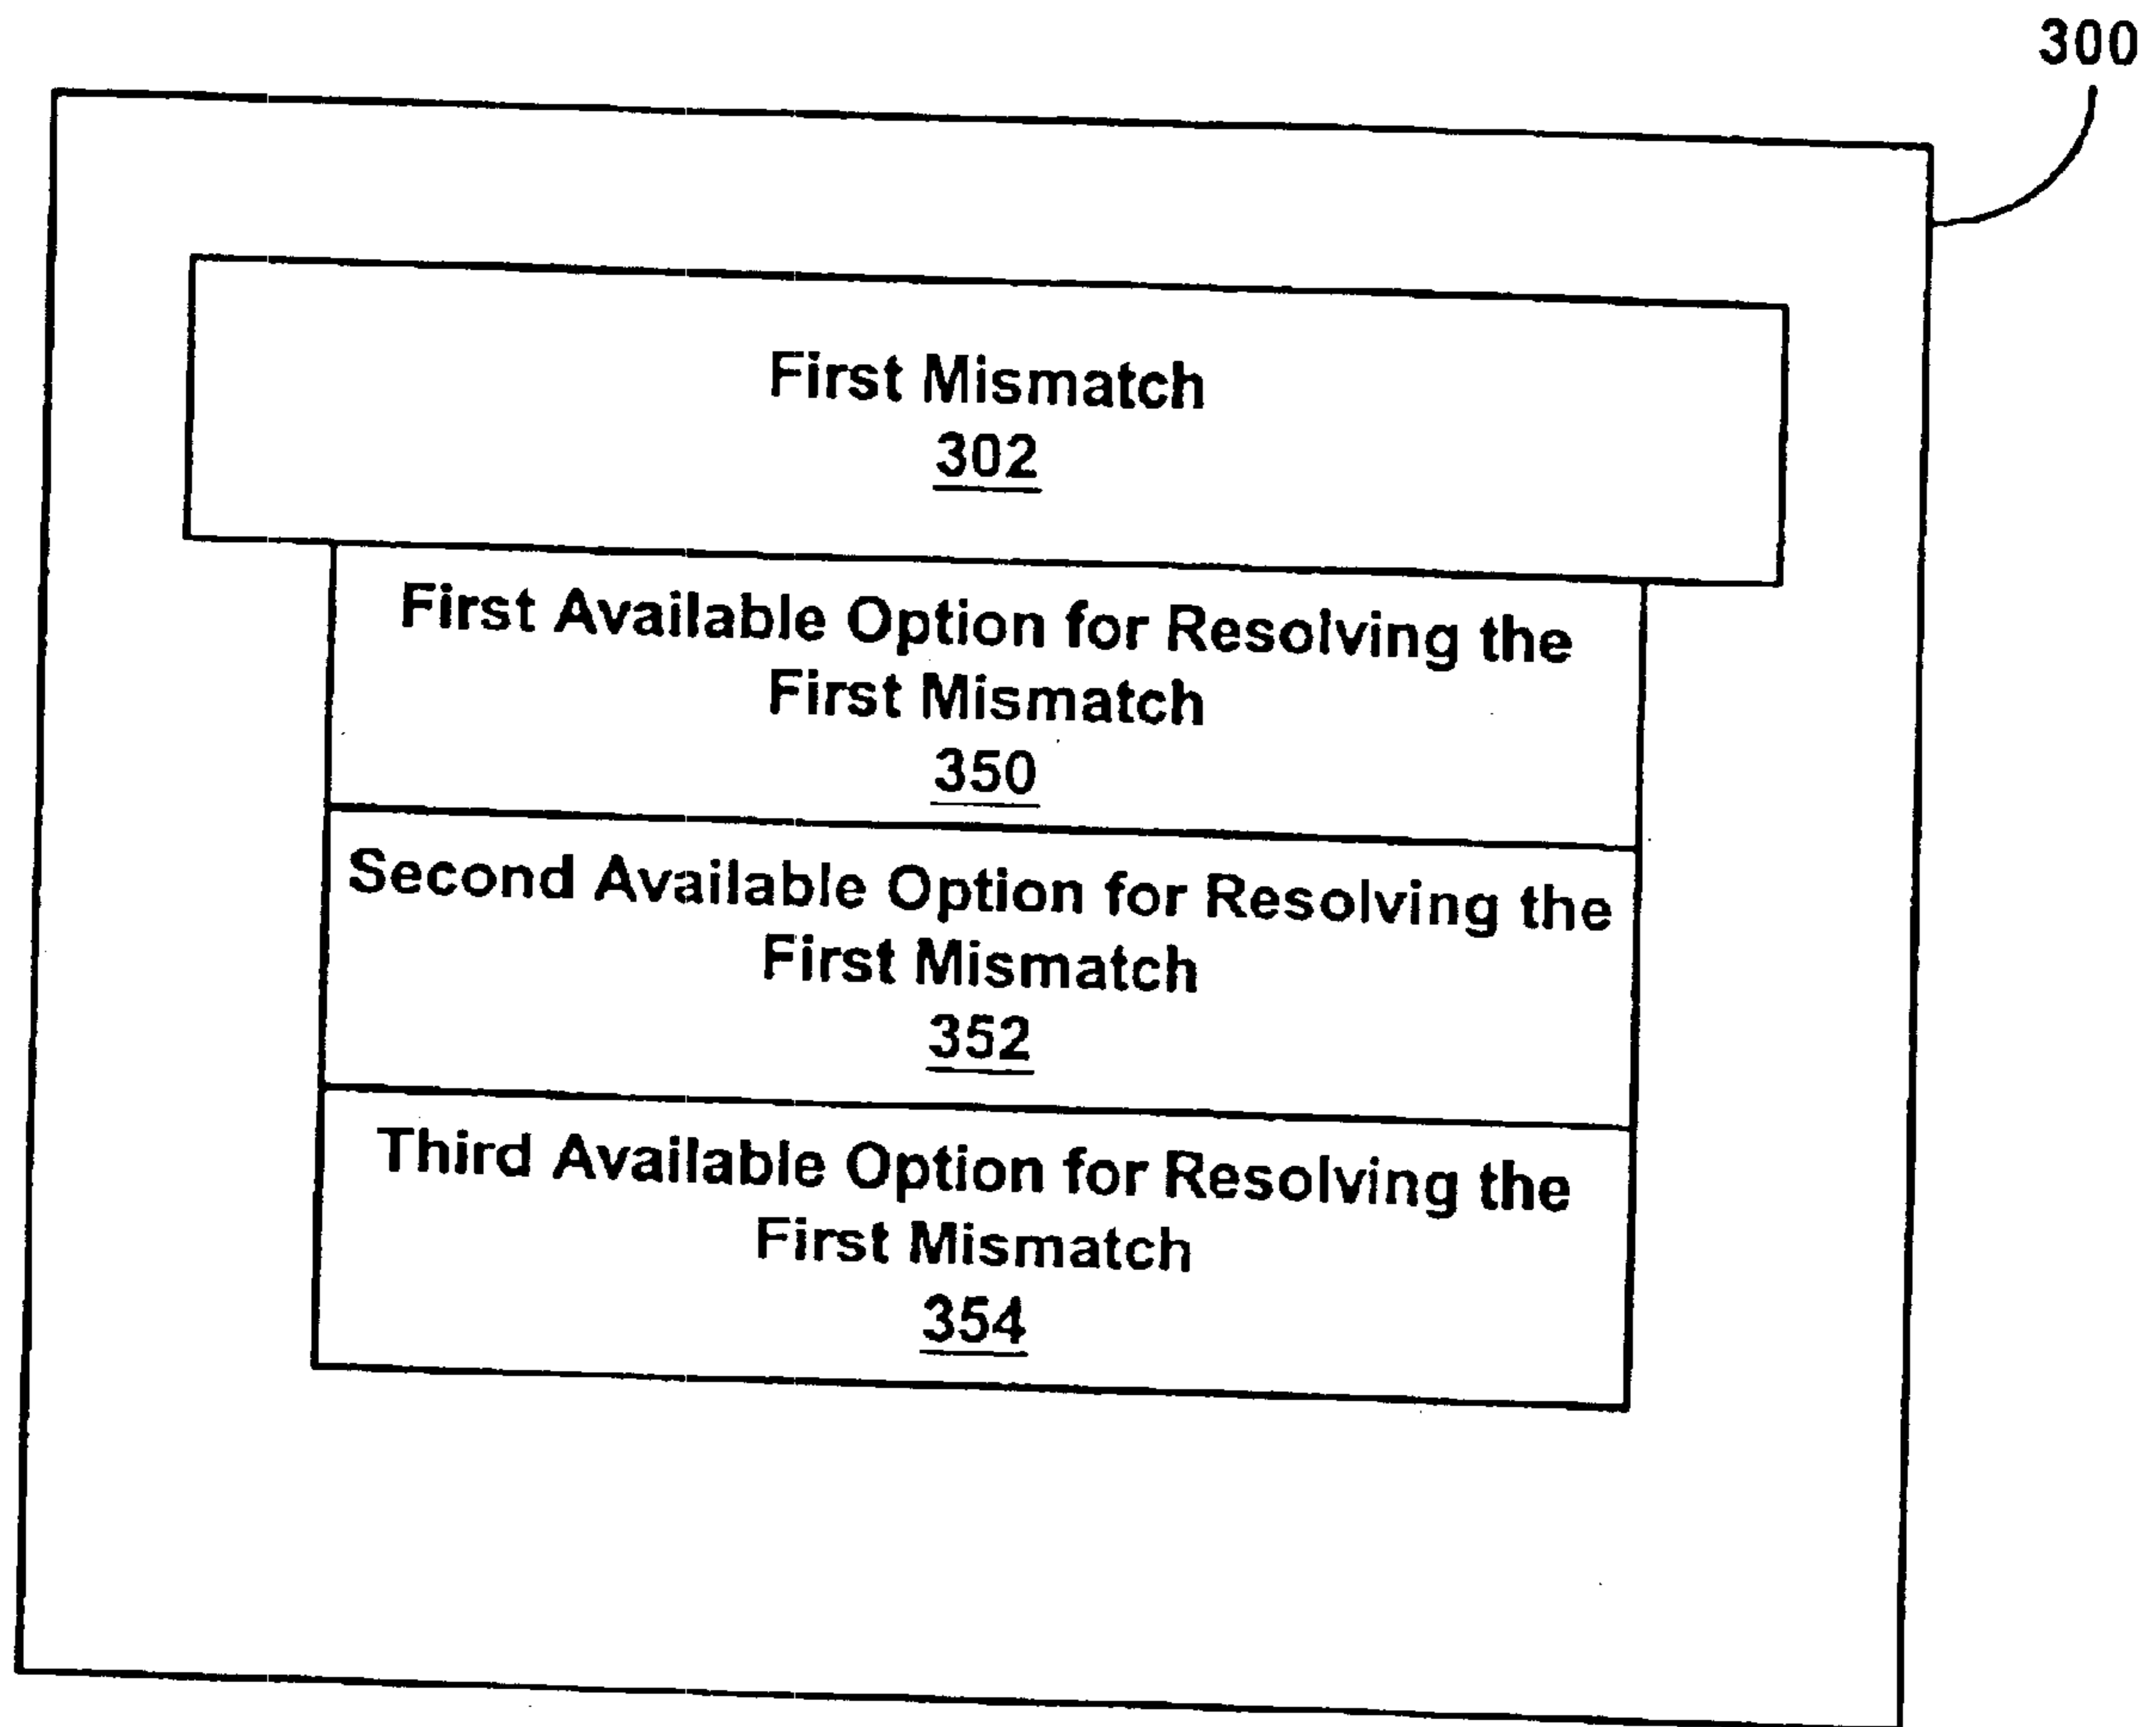 300
First Mismatch
302
First Available Option for Resolving the
First Mismatch
350
Second Available Option for Resolving the
First Mismatch
352
Third Available Option for Resolving the
First Mismatch
354